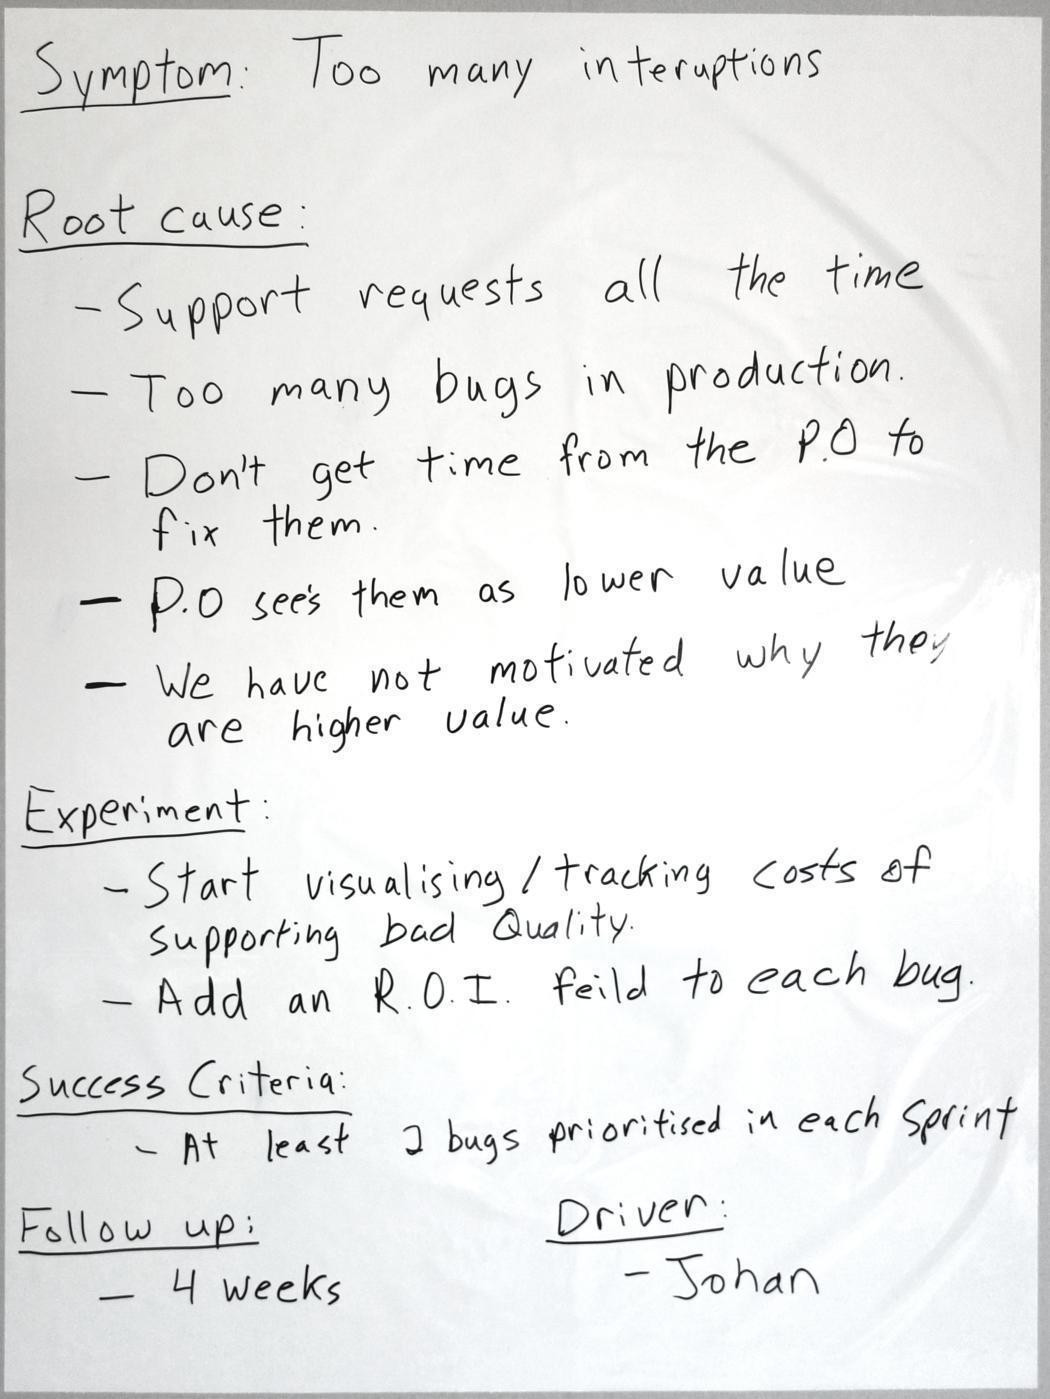 Symptom: Too many interuptions
Root cause:
- Support requests all the time
- Too many bugs in production.
- Don't get time from the P.O to
fix them.
- P.O see's them as lower value
- We have not motivated why they
are higher value.
Experiment:
- Start visualising / tracking costs of
supporting bad Quality.
- Add an R.O.I. feild to each bug.
Success Criteria:
- At least 2 bugs prioritised in each Sprint
Follow up:
- 4 weeks
Driver:
- Johan